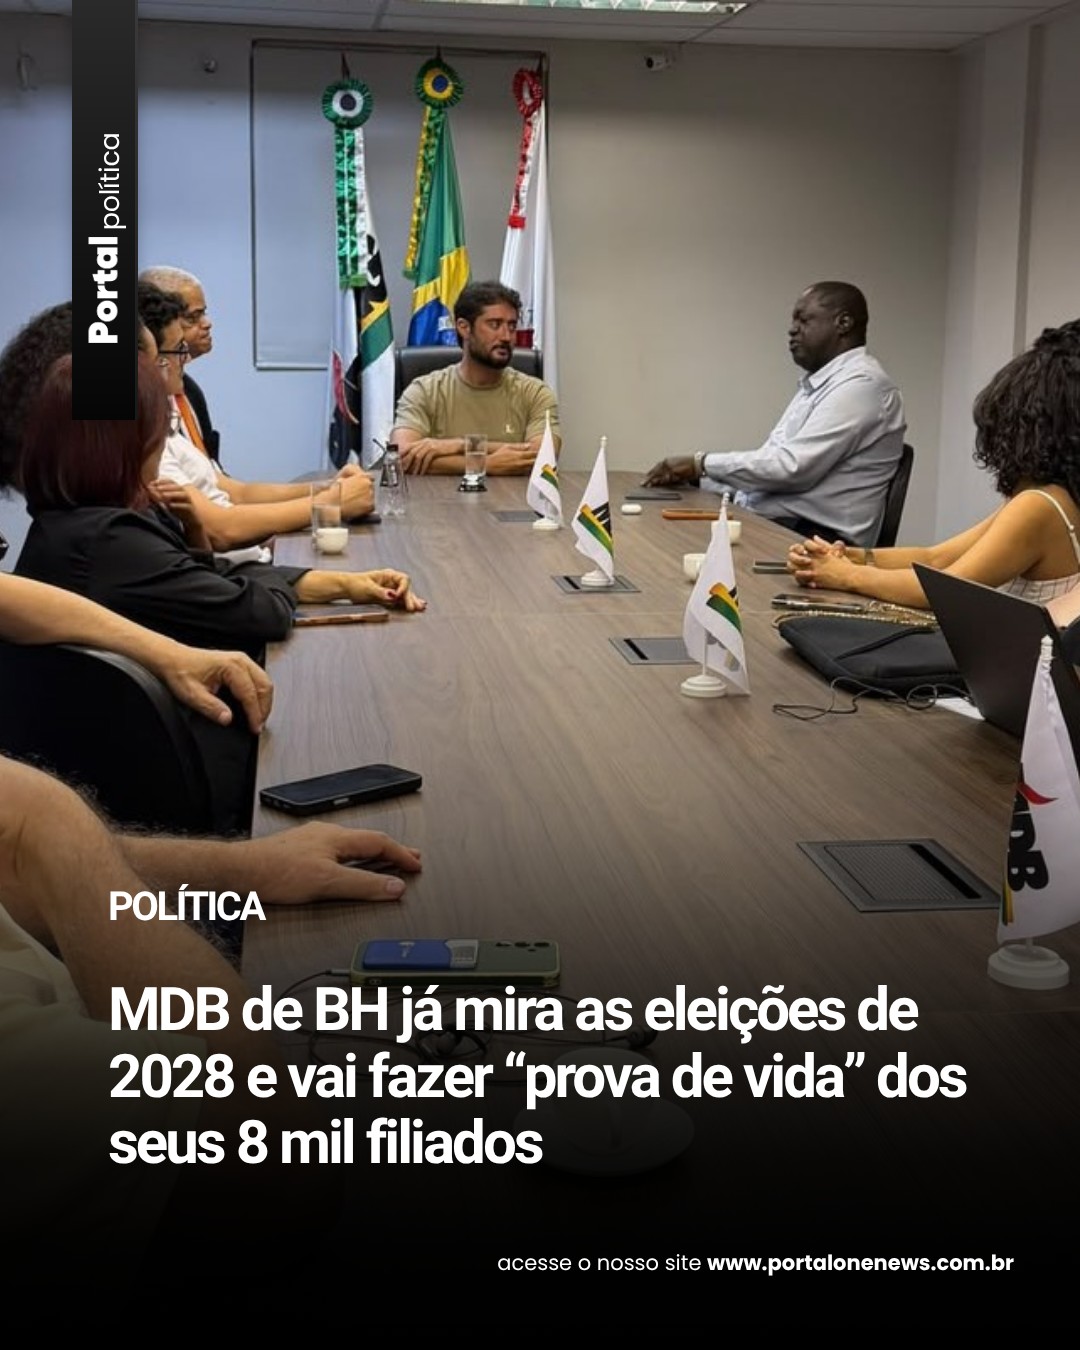 Portal política
POLÍTICA
MDB de BH já mira as eleições de
2028 e vai fazer “prova de vida” dos
seus 8 mil filiados
acesse o nosso site www.portalonenews.com.br